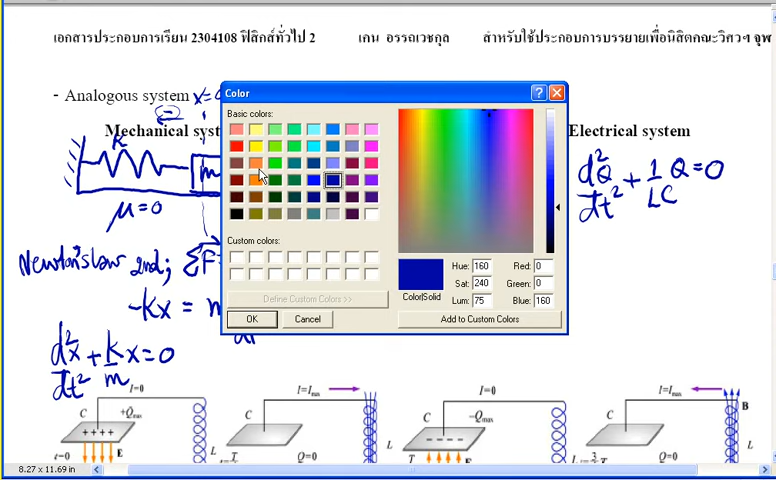 เอกสารประกอบการเรียน 2304108 ฟิสิกส์ทั่วไป 2 เคน อรรถเวชกุล สำหรับใช้ประกอบการบรรยายเพื่อนิสิตคณะวิศวฯ จุฬ
- Analogous system x=0
Mechanical syst
Electrical system
K
m
μ=0
d²Q/dt² + 1/LC Q=0
Newton's law 2nd; ΣF=
-Kx = m
d²x/dt² + k/m x=0
Color
Basic colors:
Custom colors:
Define Custom Colors >>
OK
Cancel
Color|Solid
Hue: 160
Sat: 240
Lum: 75
Red: 0
Green: 0
Blue: 160
Add to Custom Colors
I=0
C
+Qmax
++++
t=0
E
L
I=Imax
C
Q=0
L
I=0
C
−Qmax
----
E
L
I=Imax
C
Q=0
B
L
8.27 x 11.69 in